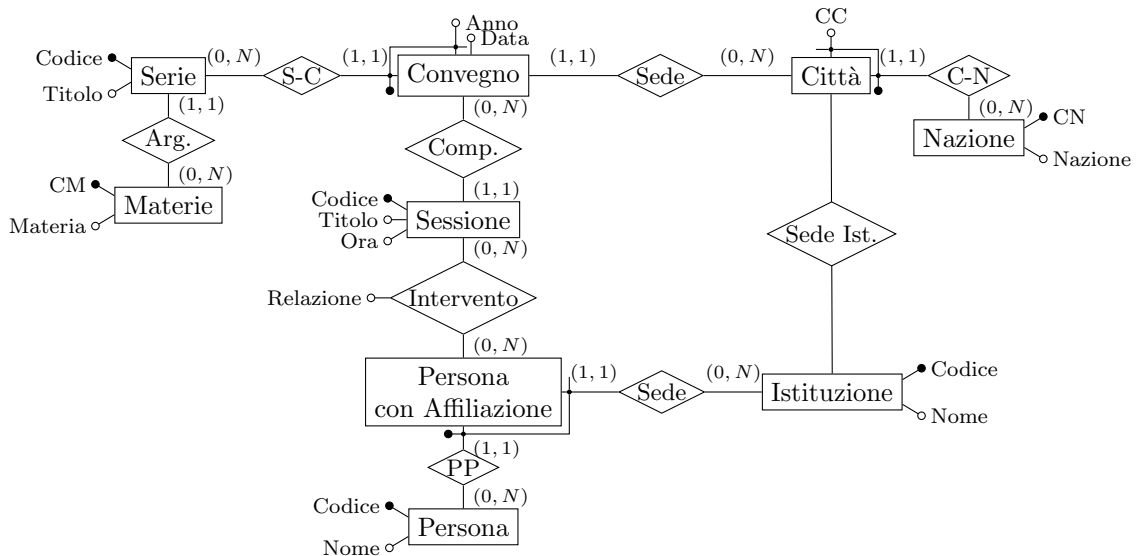 Anno
CC
Codice
(0, N)
(1, 1)
Data
(1, 1)
(0, N)
(1, 1)
Serie
S-C
Convegno
Sede
Città
C-N
Titolo
(1, 1)
(0, N)
(0, N)
CN
Arg.
Comp.
Nazione
Nazione
(0, N)
CM
Materie
(1, 1)
Codice
Materia
Titolo
Sessione
Ora
(0, N)
Sede Ist.
Relazione
Intervento
(0, N)
Persona
con Affiliazione
(1, 1)
Sede
(0, N)
Istituzione
Codice
Nome
(1, 1)
PP
(0, N)
Codice
Persona
Nome